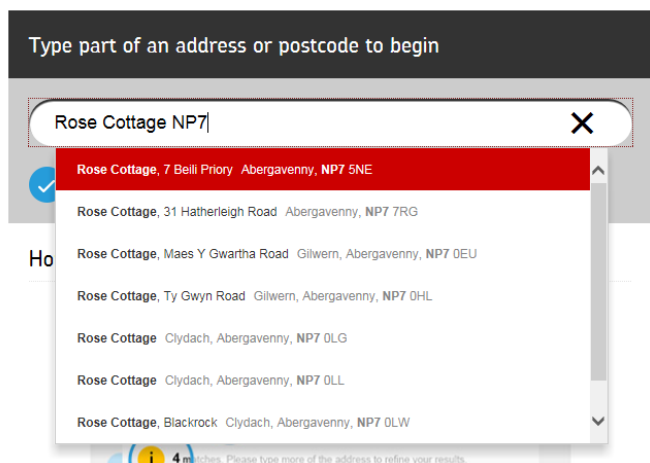 Type part of an address or postcode to begin
Rose Cottage NP7
Rose Cottage, 7 Beili Priory Abergavenny, NP7 5NE
Rose Cottage, 31 Hatherleigh Road Abergavenny, NP7 7RG
Ho
Rose Cottage, Maes Y Gwartha Road Gilwern, Abergavenny, NP7 0EU
Rose Cottage, Ty Gwyn Road Gilwern, Abergavenny, NP7 0HL
Rose Cottage Clydach, Abergavenny, NP7 0LG
Rose Cottage Clydach, Abergavenny, NP7 0LL
Rose Cottage, Blackrock Clydach, Abergavenny, NP7 0LW
i 4 matches. Please type more of the address to refine your results.